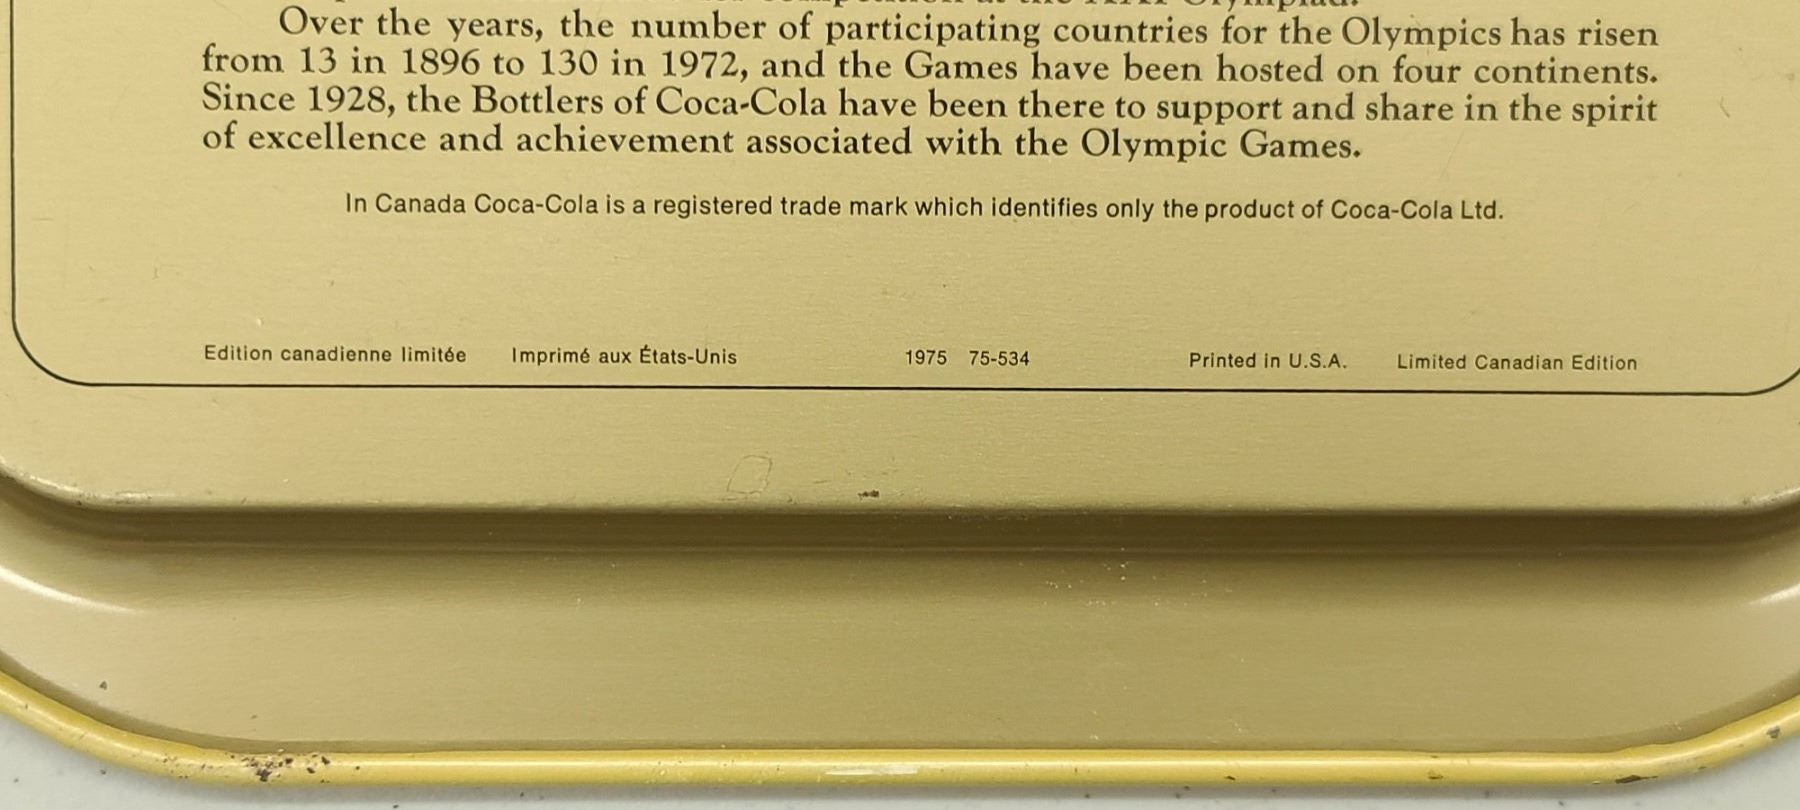 Over the years, the number of participating countries for the Olympics has risen
from 13 in 1896 to 130 in 1972, and the Games have been hosted on four continents.
Since 1928, the Bottlers of Coca-Cola have been there to support and share in the spirit
of excellence and achievement associated with the Olympic Games.
In Canada Coca-Cola is a registered trade mark which identifies only the product of Coca-Cola Ltd.
Edition canadienne limitée Imprimé aux États-Unis 1975 75-534 Printed in U.S.A. Limited Canadian Edition